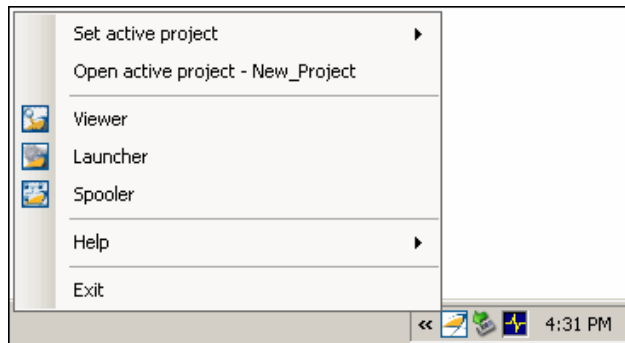 Set active project
Open active project - New_Project
Viewer
Launcher
Spooler
Help
Exit
« 4:31 PM